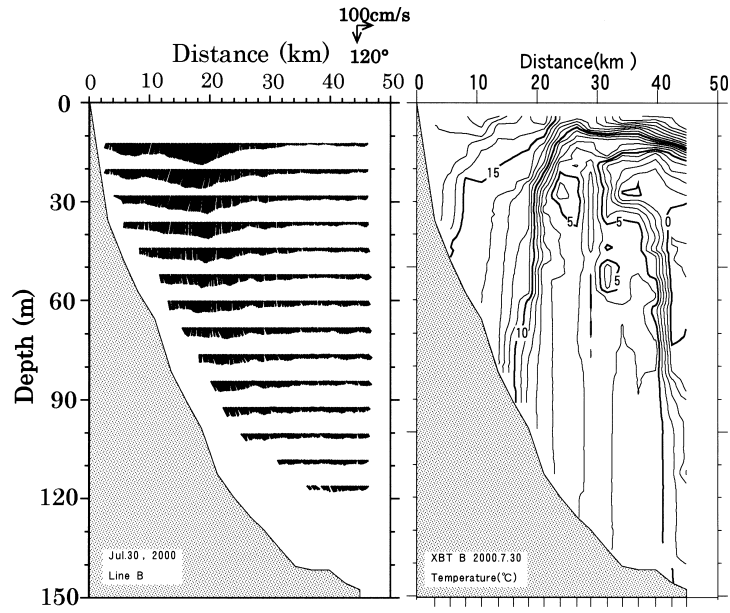 100cm/s
Distance (km) 120°
0 10 20 30 40 50
0
30
60
90
120
150
Depth (m)
Jul.30 , 2000
Line B
Distance(km )
0 10 20 30 40 50
15
5
5
0
5
10
XBT B 2000.7.30
Temperature(℃)